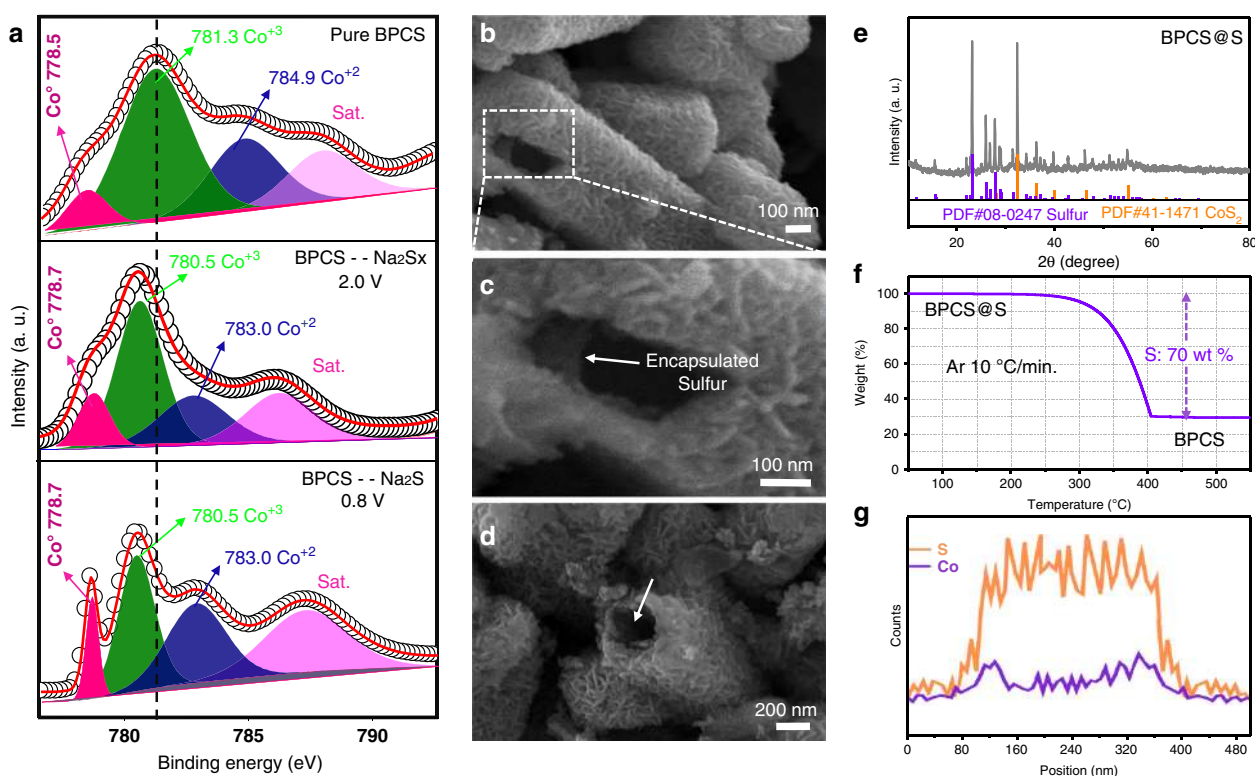 a
Pure BPCS
Co° 778.5
781.3 Co+3
784.9 Co+2
Sat.
BPCS - - Na2Sx
2.0 V
Co° 778.7
780.5 Co+3
783.0 Co+2
Sat.
BPCS - - Na2S
0.8 V
Co° 778.7
780.5 Co+3
783.0 Co+2
Sat.
Intensity (a. u.)
780
785
790
Binding energy (eV)
b
100 nm
c
Encapsulated
Sulfur
100 nm
d
200 nm
e
BPCS@S
Intensity (a. u.)
PDF#08-0247 Sulfur
PDF#41-1471 CoS2
20
40
60
80
2θ (degree)
f
100
80
60
40
20
0
Weight (%)
BPCS@S
S: 70 wt %
Ar 10 °C/min.
BPCS
100
200
300
400
500
Temperature (°C)
g
S
Co
Counts
0
80
160
240
320
400
480
Position (nm)